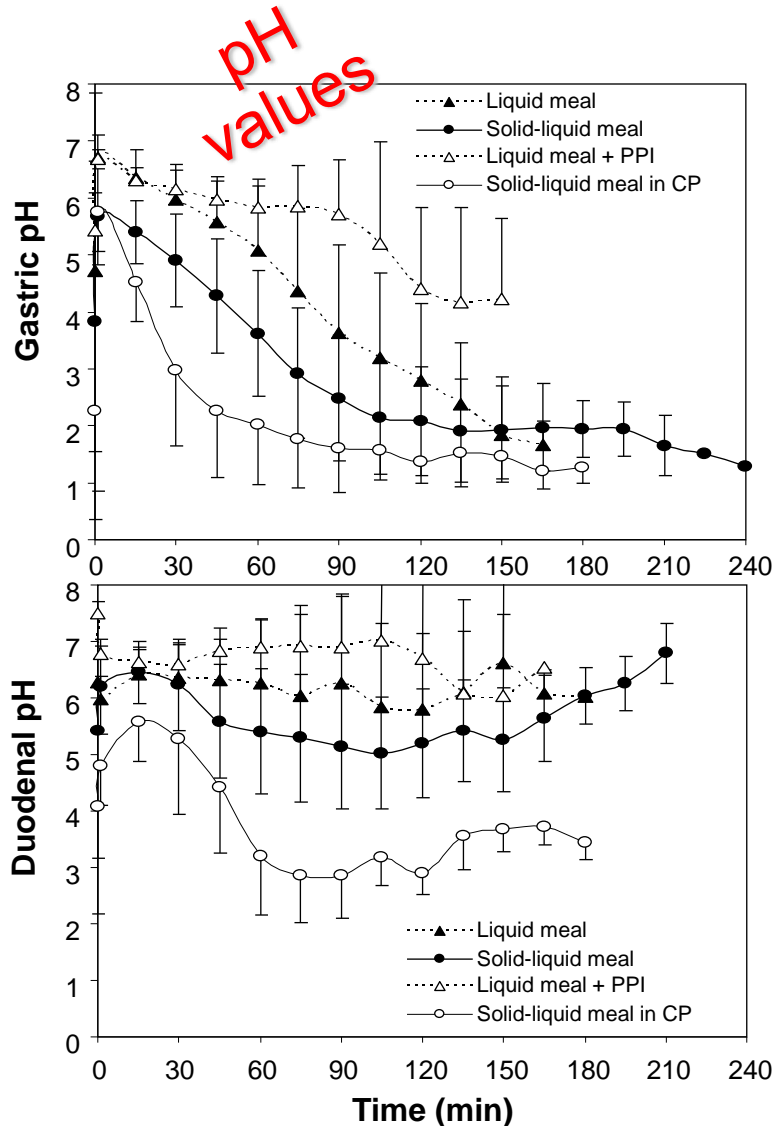 pH
values
8
7
6
5
4
3
2
1
0
Gastric pH
Liquid meal
Solid-liquid meal
Liquid meal + PPI
Solid-liquid meal in CP
0 30 60 90 120 150 180 210 240
8
7
6
5
4
3
2
1
0
Duodenal pH
Liquid meal
Solid-liquid meal
Liquid meal + PPI
Solid-liquid meal in CP
0 30 60 90 120 150 180 210 240
Time (min)